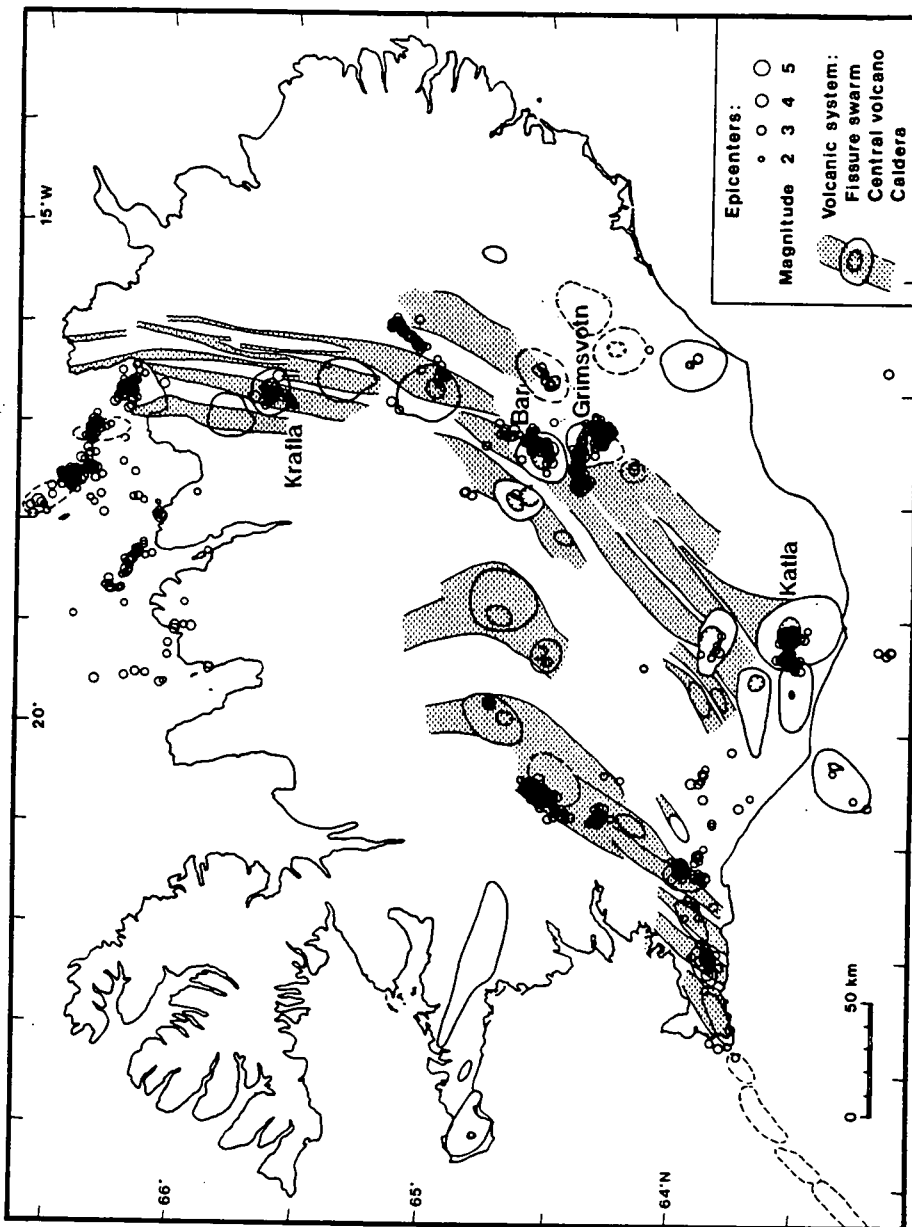 15°W
20°
66°
65°
64°N
Krafla
Bar
Grimsvotn
Katla
50 km
0
Epicenters:
Magnitude 2 3 4 5
Volcanic system:
Fissure swarm
Central volcano
Caldera